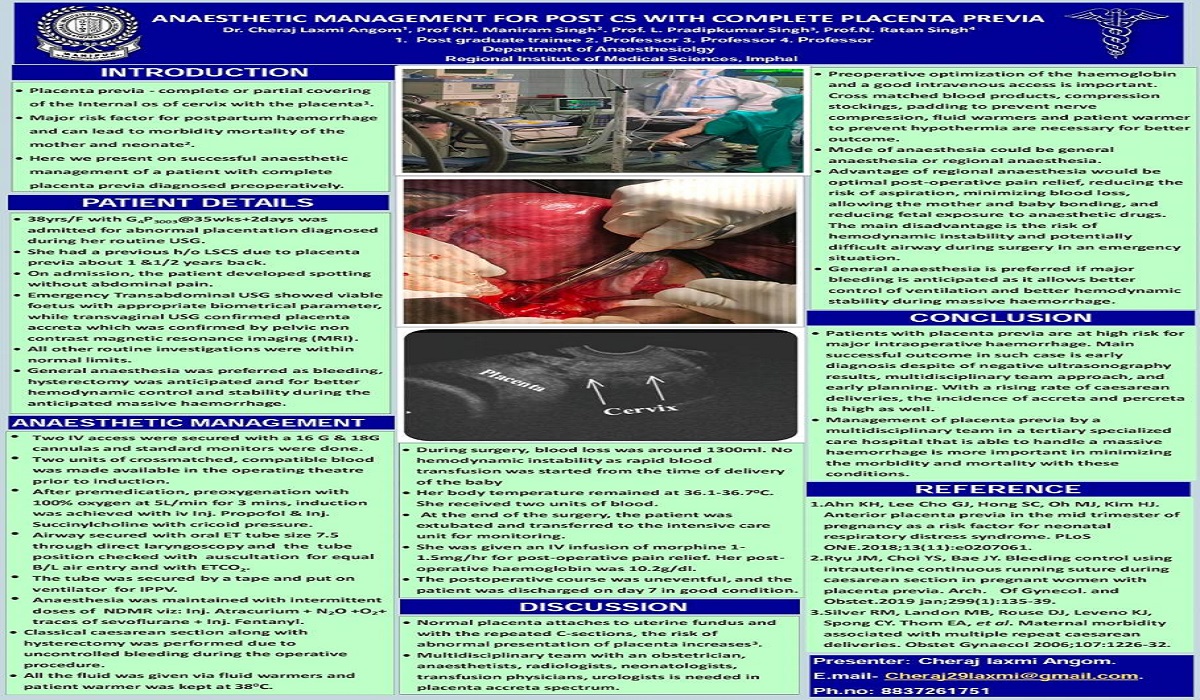 ANAESTHETIC MANAGEMENT FOR POST CS WITH COMPLETE PLACENTA PREVIA
Dr. Cheraj Laxmi Angom¹, Prof KH. Maniram Singh². Prof. L. Pradipkumar Singh³, Prof.N. Ratan Singh⁴
1. Post graduate trainee 2. Professor 3. Professor 4. Professor
Department of Anaesthesiolgy
Regional Institute of Medical Sciences, Imphal
INTRODUCTION
• Placenta previa - complete or partial covering
of the Internal os of cervix with the placenta¹.
• Major risk factor for postpartum haemorrhage
and can lead to morbidity mortality of the
mother and neonate².
• Here we present on successful anaesthetic
management of a patient with complete
placenta previa diagnosed preoperatively.
PATIENT DETAILS
• 38yrs/F with G₄P₃₀₀₃@35wks+2days was
admitted for abnormal placentation diagnosed
during her routine USG.
• She had a previous h/o LSCS due to placenta
previa about 1 &1/2 years back.
• On admission, the patient developed spotting
without abdominal pain.
• Emergency Transabdominal USG showed viable
foetus with appropriate biometrical parameter,
while transvaginal USG confirmed placenta
accreta which was confirmed by pelvic non
contrast magnetic resonance imaging (MRI).
• All other routine investigations were within
normal limits.
• General anaesthesia was preferred as bleeding,
hysterectomy was anticipated and for better
hemodynamic control and stability during the
anticipated massive haemorrhage.
ANAESTHETIC MANAGEMENT
• Two IV access were secured with a 16 G & 18G
cannulas and standard monitors were done.
• Two units of crossmatched, compatible blood
was made available in the operating theatre
prior to induction.
• After premedication, preoxygenation with
100% oxygen at 5L/min for 3 mins, induction
was achieved with iv Inj. Propofol & Inj.
Succinylcholine with cricoid pressure.
• Airway secured with oral ET tube size 7.5
through direct laryngoscopy and the tube
position checked with auscultation for equal
B/L air entry and with ETCO₂.
• The tube was secured by a tape and put on
ventilator for IPPV.
• Anaesthesia was maintained with intermittent
doses of NDMR viz: Inj. Atracurium + N₂O +O₂+
traces of sevoflurane + Inj. Fentanyl.
• Classical caesarean section along with
hysterectomy was performed due to
uncontrolled bleeding during the operative
procedure.
• All the fluid was given via fluid warmers and
patient warmer was kept at 38⁰C.
Placenta
Cervix
• During surgery, blood loss was around 1300ml. No
hemodynamic instability as rapid blood
transfusion was started from the time of delivery
of the baby
• Her body temperature remained at 36.1-36.7⁰C.
She received two units of blood.
• At the end of the surgery, the patient was
extubated and transferred to the intensive care
unit for monitoring.
• She was given an IV infusion of morphine 1-
1.5mg/hr for post-operative pain relief. Her post-
operative haemoglobin was 10.2g/dl.
• The postoperative course was uneventful, and the
patient was discharged on day 7 in good condition.
DISCUSSION
• Normal placenta attaches to uterine fundus and
with the repeated C-sections, the risk of
abnormal presentation of placenta increases³.
• Multidisciplinary team with an obstetrician,
anaesthetists, radiologists, neonatologists,
transfusion physicians, urologists is needed in
placenta accreta spectrum.
• Preoperative optimization of the haemoglobin
and a good intravenous access is important.
Cross matched blood products, compression
stockings, padding to prevent nerve
compression, fluid warmers and patient warmer
to prevent hypothermia are necessary for better
outcome.
• Mode of anaesthesia could be general
anaesthesia or regional anaesthesia.
• Advantage of regional anaesthesia would be
optimal post-operative pain relief, reducing the
risk of aspiration, minimizing blood loss,
allowing the mother and baby bonding, and
reducing fetal exposure to anaesthetic drugs.
The main disadvantage is the risk of
hemodynamic instability and potentially
difficult airway during surgery in an emergency
situation.
• General anaesthesia is preferred if major
bleeding is anticipated as it allows better
control of ventilation and better hemodynamic
stability during massive haemorrhage.
CONCLUSION
• Patients with placenta previa are at high risk for
major intraoperative haemorrhage. Main
successful outcome in such case is early
diagnosis despite of negative ultrasonography
results, multidisciplinary team approach, and
early planning. With a rising rate of caesarean
deliveries, the incidence of accreta and percreta
is high as well.
• Management of placenta previa by a
multidisciplinary team in a tertiary specialized
care hospital that is able to handle a massive
haemorrhage is more important in minimizing
the morbidity and mortality with these
conditions.
REFERENCE
1.Ahn KH, Lee Cho GJ, Hong SC, Oh MJ, Kim HJ.
Anterior placenta previa in the mid trimester of
pregnancy as a risk factor for neonatal
respiratory distress syndrome. PLoS
ONE.2018;13(11):e0207061.
2.Ryu JM, Choi YS, Bae JY. Bleeding control using
intrauterine continuous running suture during
caesarean section in pregnant women with
placenta previa. Arch. Of Gynecol. and
Obstet.2019 jan;299(1):135-39.
3.Silver RM, Landon MB, Rouse DJ, Leveno KJ,
Spong CY. Thom EA, et al. Maternal morbidity
associated with multiple repeat caesarean
deliveries. Obstet Gynaecol 2006;107:1226-32.
Presenter: Cheraj laxmi Angom.
E.mail- Cheraj29laxmi@gmail.com.
Ph.no: 8837261751